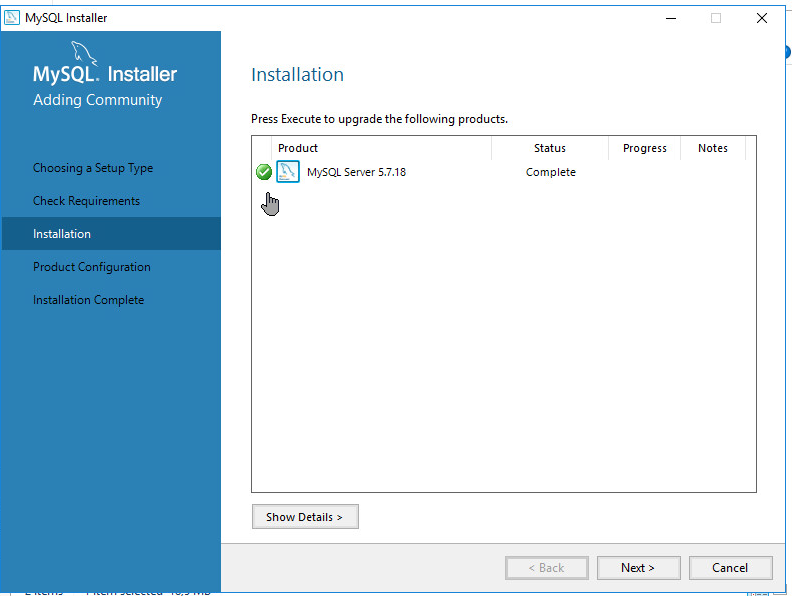 MySQL Installer
MySQL. Installer
Adding Community
Choosing a Setup Type
Check Requirements
Installation
Product Configuration
Installation Complete
Installation
Press Execute to upgrade the following products.
Product Status Progress Notes
MySQL Server 5.7.18 Complete
Show Details >
< Back Next > Cancel